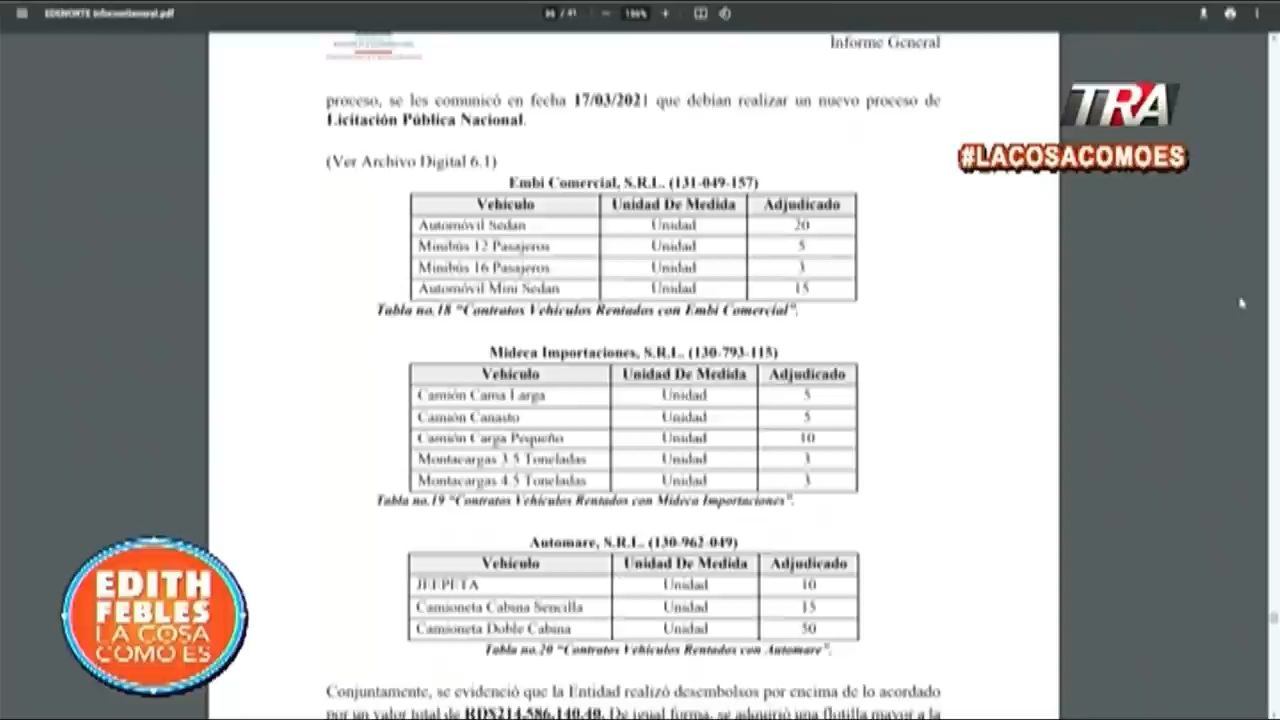 EDENORTE InformeGeneral.pdf
/ 41
186%
Informe General
proceso, se les comunicó en fecha 17/03/2021 que debían realizar un nuevo proceso de
Licitación Pública Nacional.
(Ver Archivo Digital 6.1)
Embi Comercial, S.R.L. (131-049-157)
Vehículo Unidad De Medida Adjudicado
Automóvil Sedan Unidad 20
Minibús 12 Pasajeros Unidad 5
Minibús 16 Pasajeros Unidad 3
Automóvil Mini Sedan Unidad 15
Tabla no.18 "Contratos Vehículos Rentados con Embi Comercial".
Mideca Importaciones, S.R.L. (130-793-115)
Vehículo Unidad De Medida Adjudicado
Camión Cama Larga Unidad 5
Camión Canasto Unidad 5
Camión Carga Pequeño Unidad 10
Montacargas 3.5 Toneladas Unidad 3
Montacargas 4.5 Toneladas Unidad 3
Tabla no.19 "Contratos Vehículos Rentados con Mideca Importaciones".
Automare, S.R.L. (130-962-049)
Vehículo Unidad De Medida Adjudicado
JEEPETA Unidad 10
Camioneta Cabina Sencilla Unidad 15
Camioneta Doble Cabina Unidad 50
Tabla no.20 "Contratos Vehículos Rentados con Automare".
Conjuntamente, se evidenció que la Entidad realizó desembolsos por encima de lo acordado
por un valor total de RD$214,586,140.40. De igual forma, se adquirió una flotilla mayor a la
TRA
#LACOSACOMOES
EDITH
FEBLES
LA COSA
COMO ES